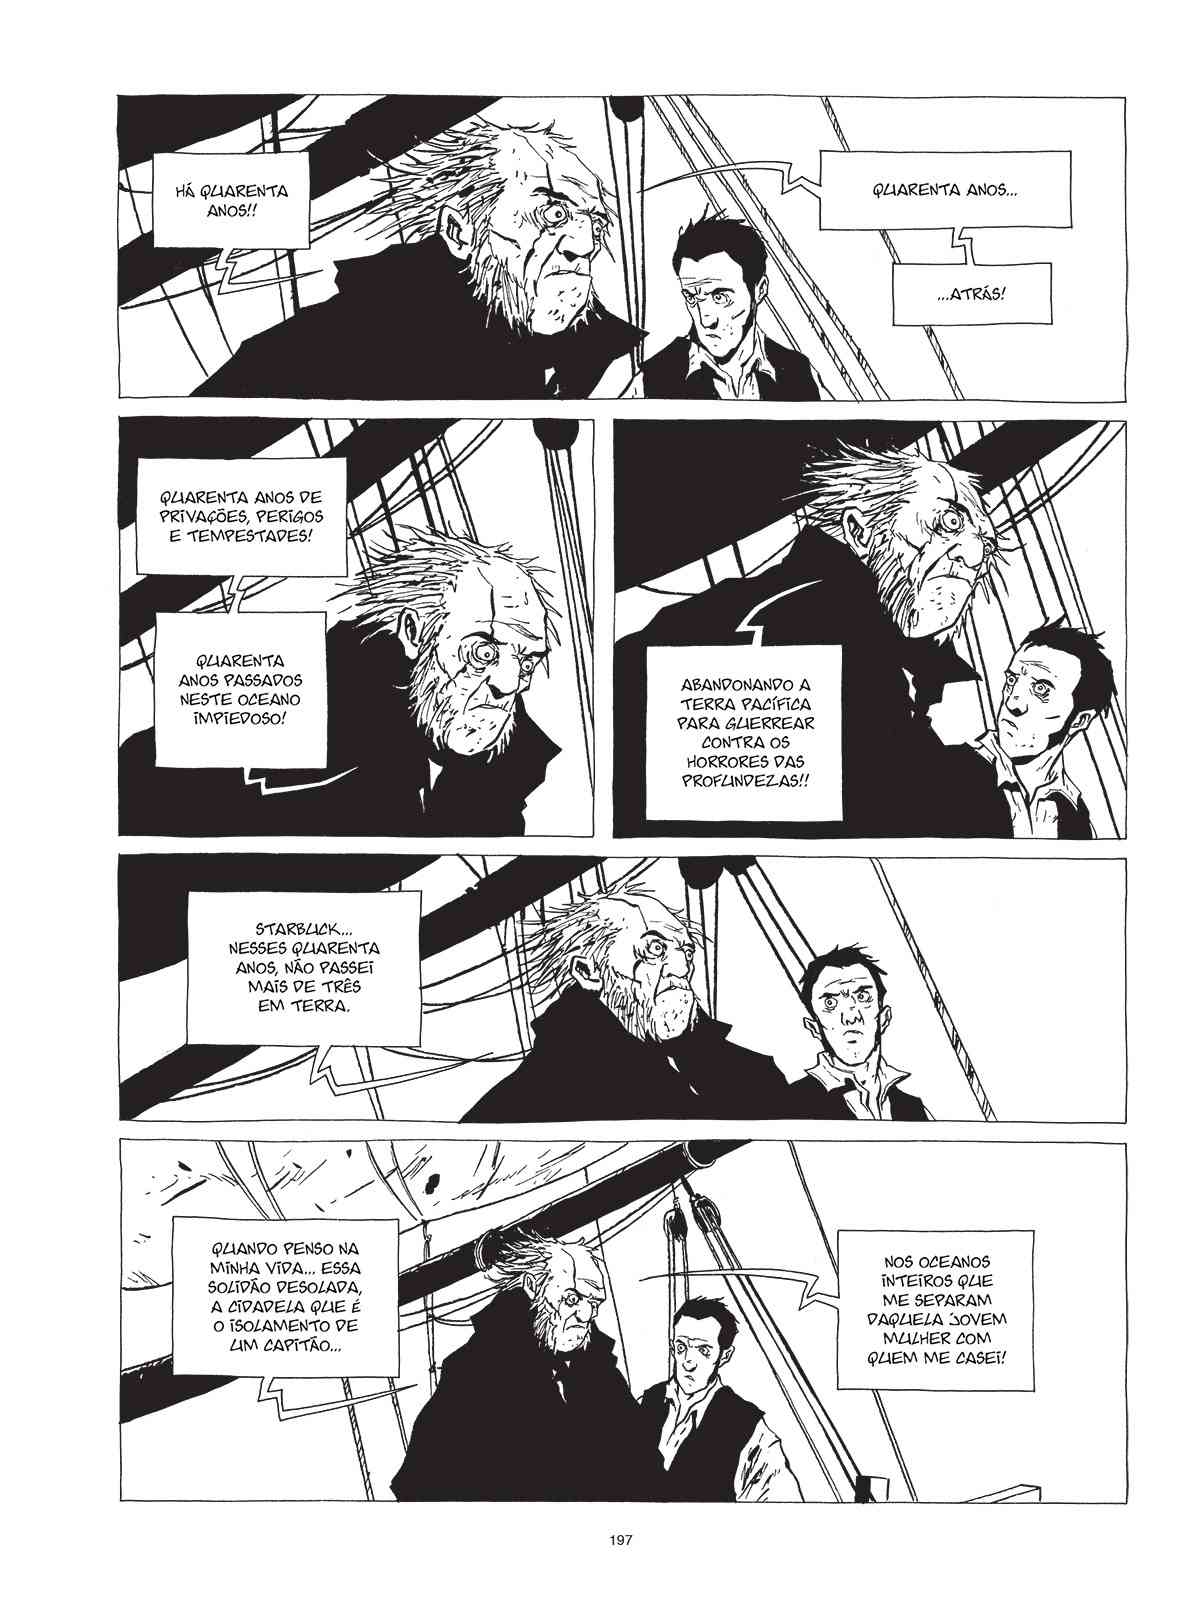 HÁ QUARENTA
ANOS!!
QUARENTA ANOS...
...ATRÁS!
QUARENTA ANOS DE
PRIVAÇÕES, PERIGOS
E TEMPESTADES!
QUARENTA
ANOS PASSADOS
NESTE OCEANO
IMPIEDOSO!
ABANDONANDO A
TERRA PACÍFICA
PARA GUERREAR
CONTRA OS
HORRORES DAS
PROFUNDEZAS!!
STARBUCK...
NESSES QUARENTA
ANOS, NÃO PASSEI
MAIS DE TRÊS
EM TERRA.
QUANDO PENSO NA
MINHA VIDA... ESSA
SOLIDÃO DESOLADA,
A CIDADELA QUE É
O ISOLAMENTO DE
UM CAPITÃO...
NOS OCEANOS
INTEIROS QUE
ME SEPARAM
DAQUELA JOVEM
MULHER COM
QUEM ME CASEI!
197